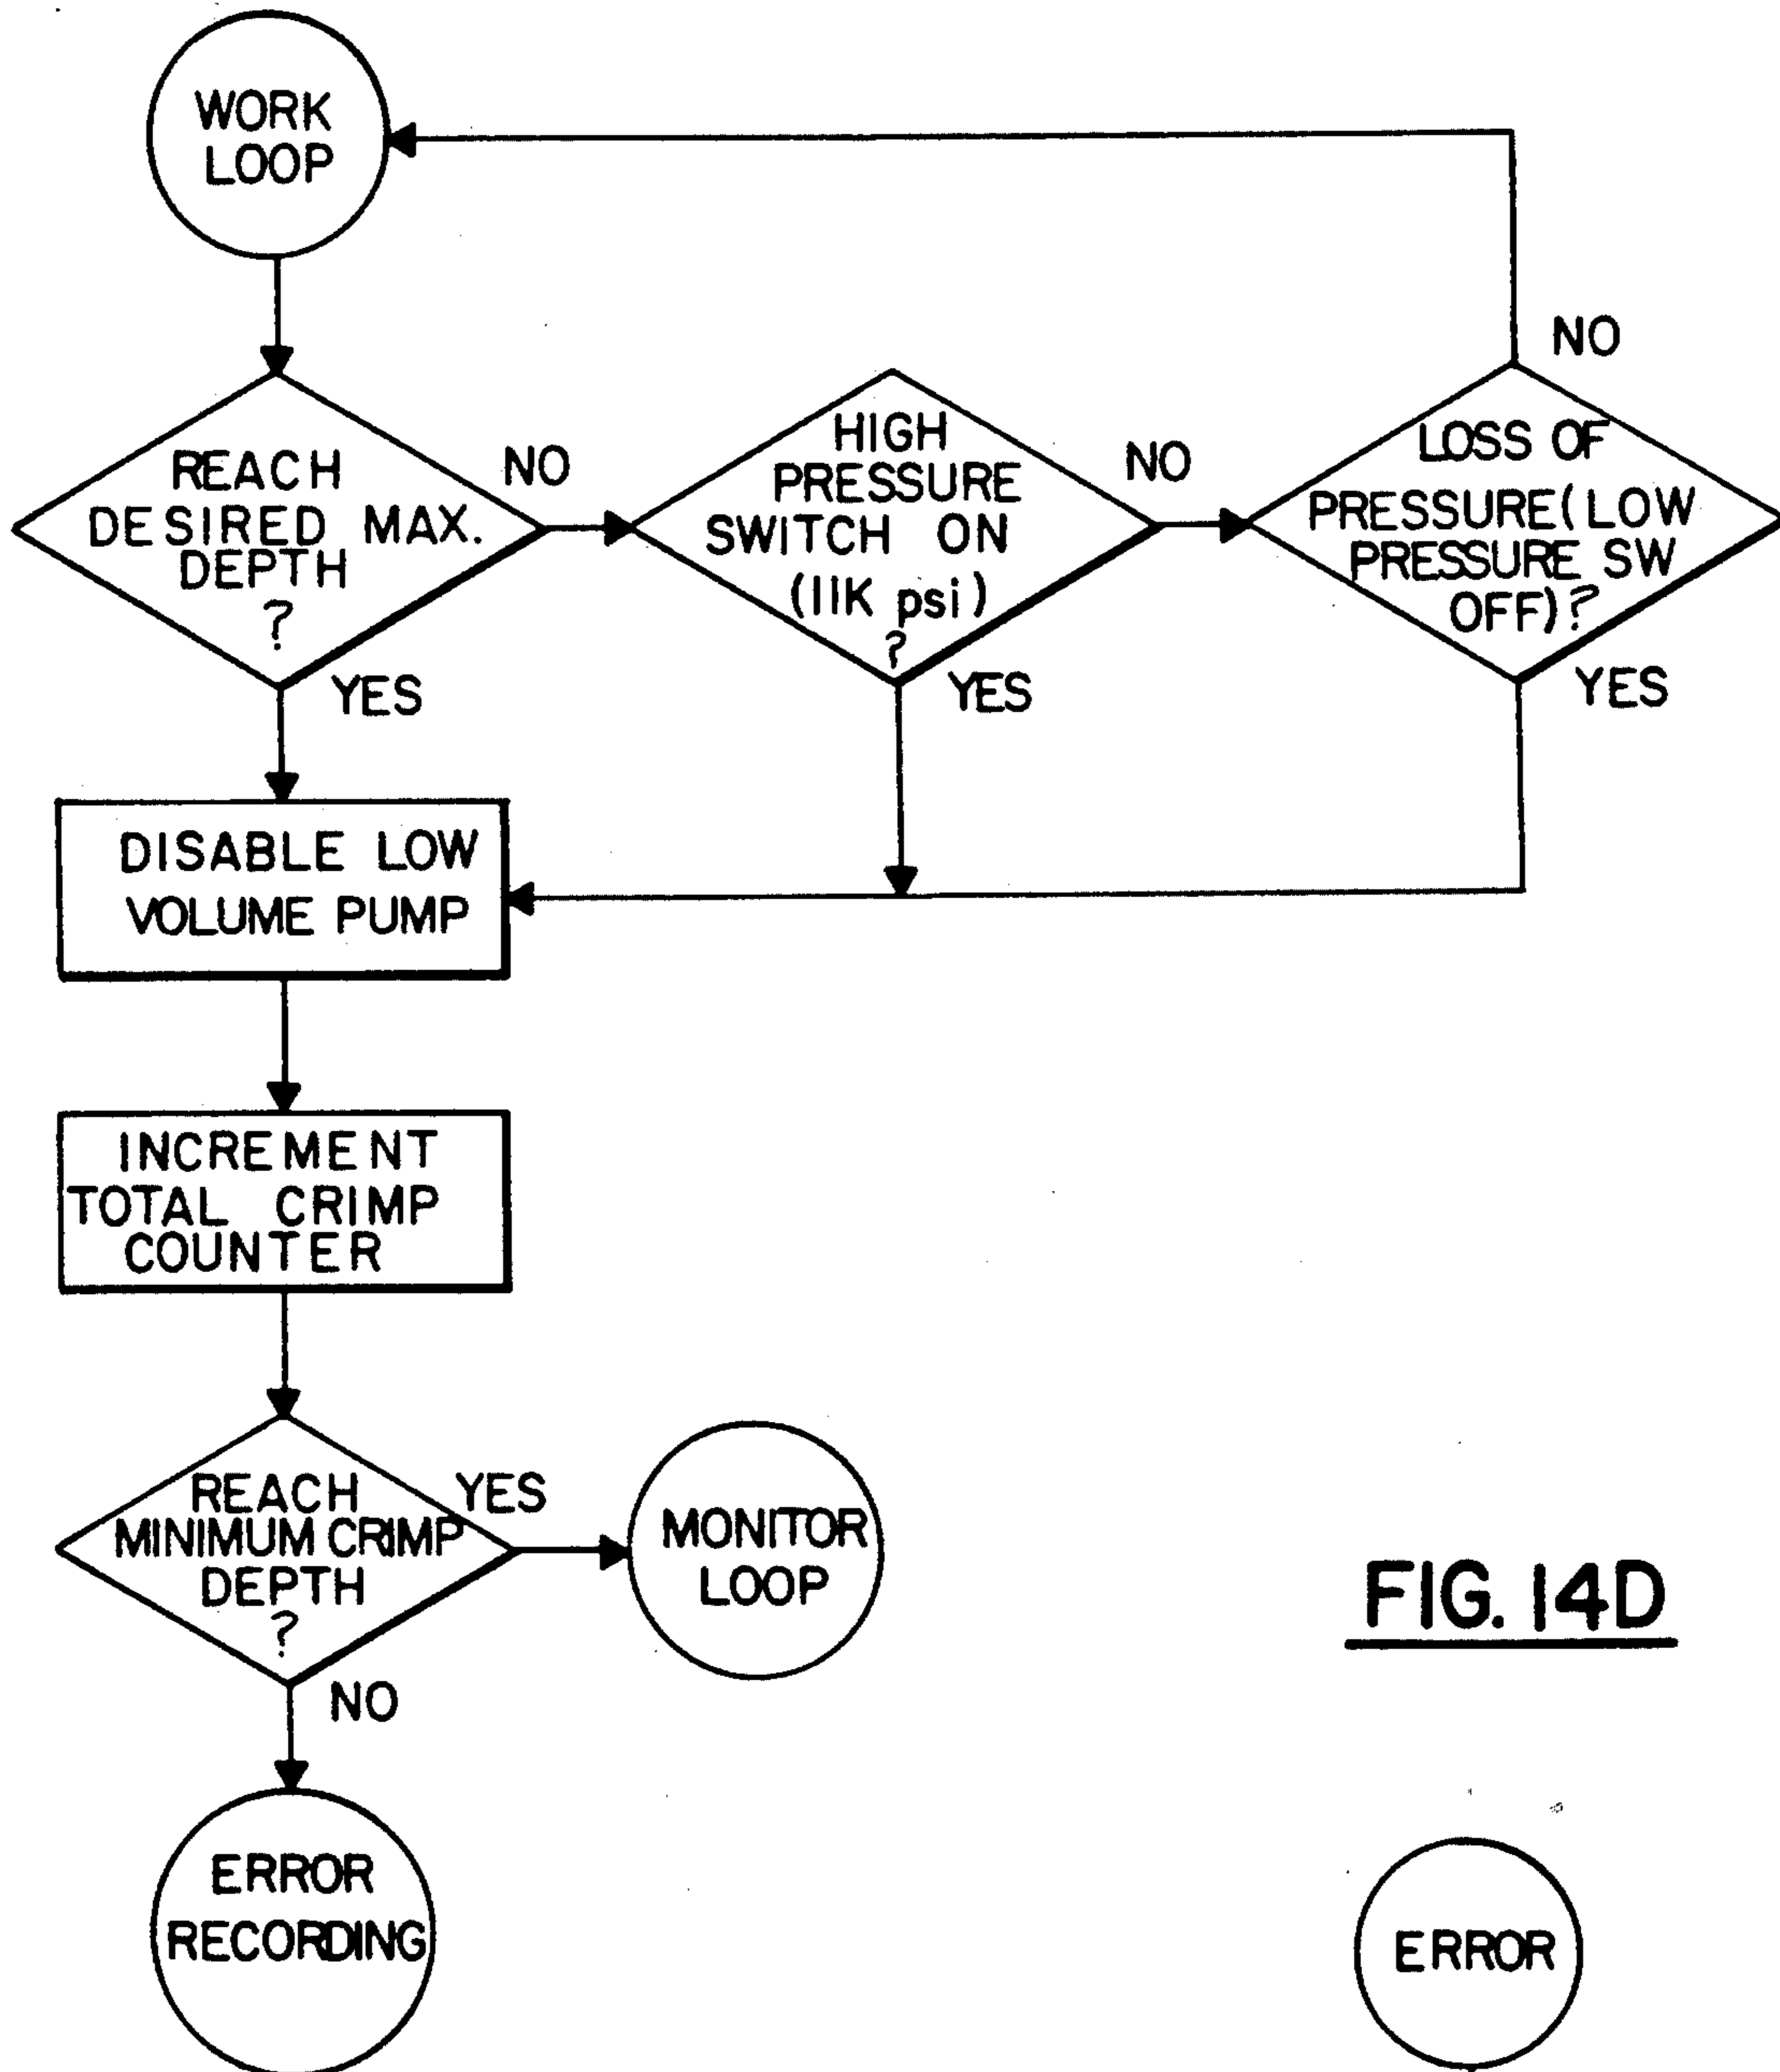 WORK
LOOP
REACH
DESIRED MAX.
DEPTH
?
NO
YES
HIGH
PRESSURE
SWITCH ON
(11K psi)
?
NO
YES
LOSS OF
PRESSURE(LOW
PRESSURE SW
OFF)?
NO
YES
DISABLE LOW
VOLUME PUMP
INCREMENT
TOTAL CRIMP
COUNTER
REACH
MINIMUM CRIMP
DEPTH
?
YES
NO
MONITOR
LOOP
ERROR
RECORDING
FIG. 14D
ERROR